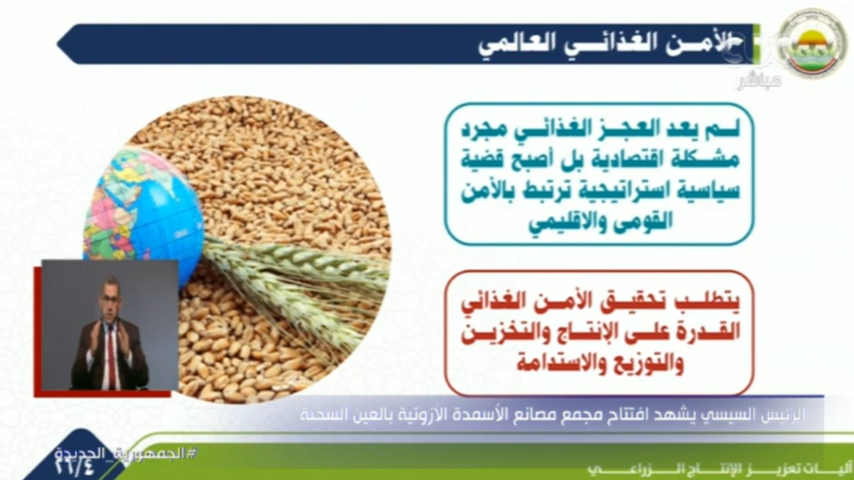 الأمن الغذائي العالمي
مباشر
لم يعد العجز الغذائي مجرد
مشكلة اقتصادية بل أصبح قضية
سياسية استراتيجية ترتبط بالأمن
القومى والاقليمي
يتطلب تحقيق الأمن الغذائي
القدرة على الإنتاج والتخزين
والتوزيع والاستدامة
الرئيس السيسي يشهد افتتاح مجمع مصانع الأسمدة الأزوتية بالعين السخنة
#الجمهورية_الجديدة
آليات تعزيز الإنتاج الزراعي